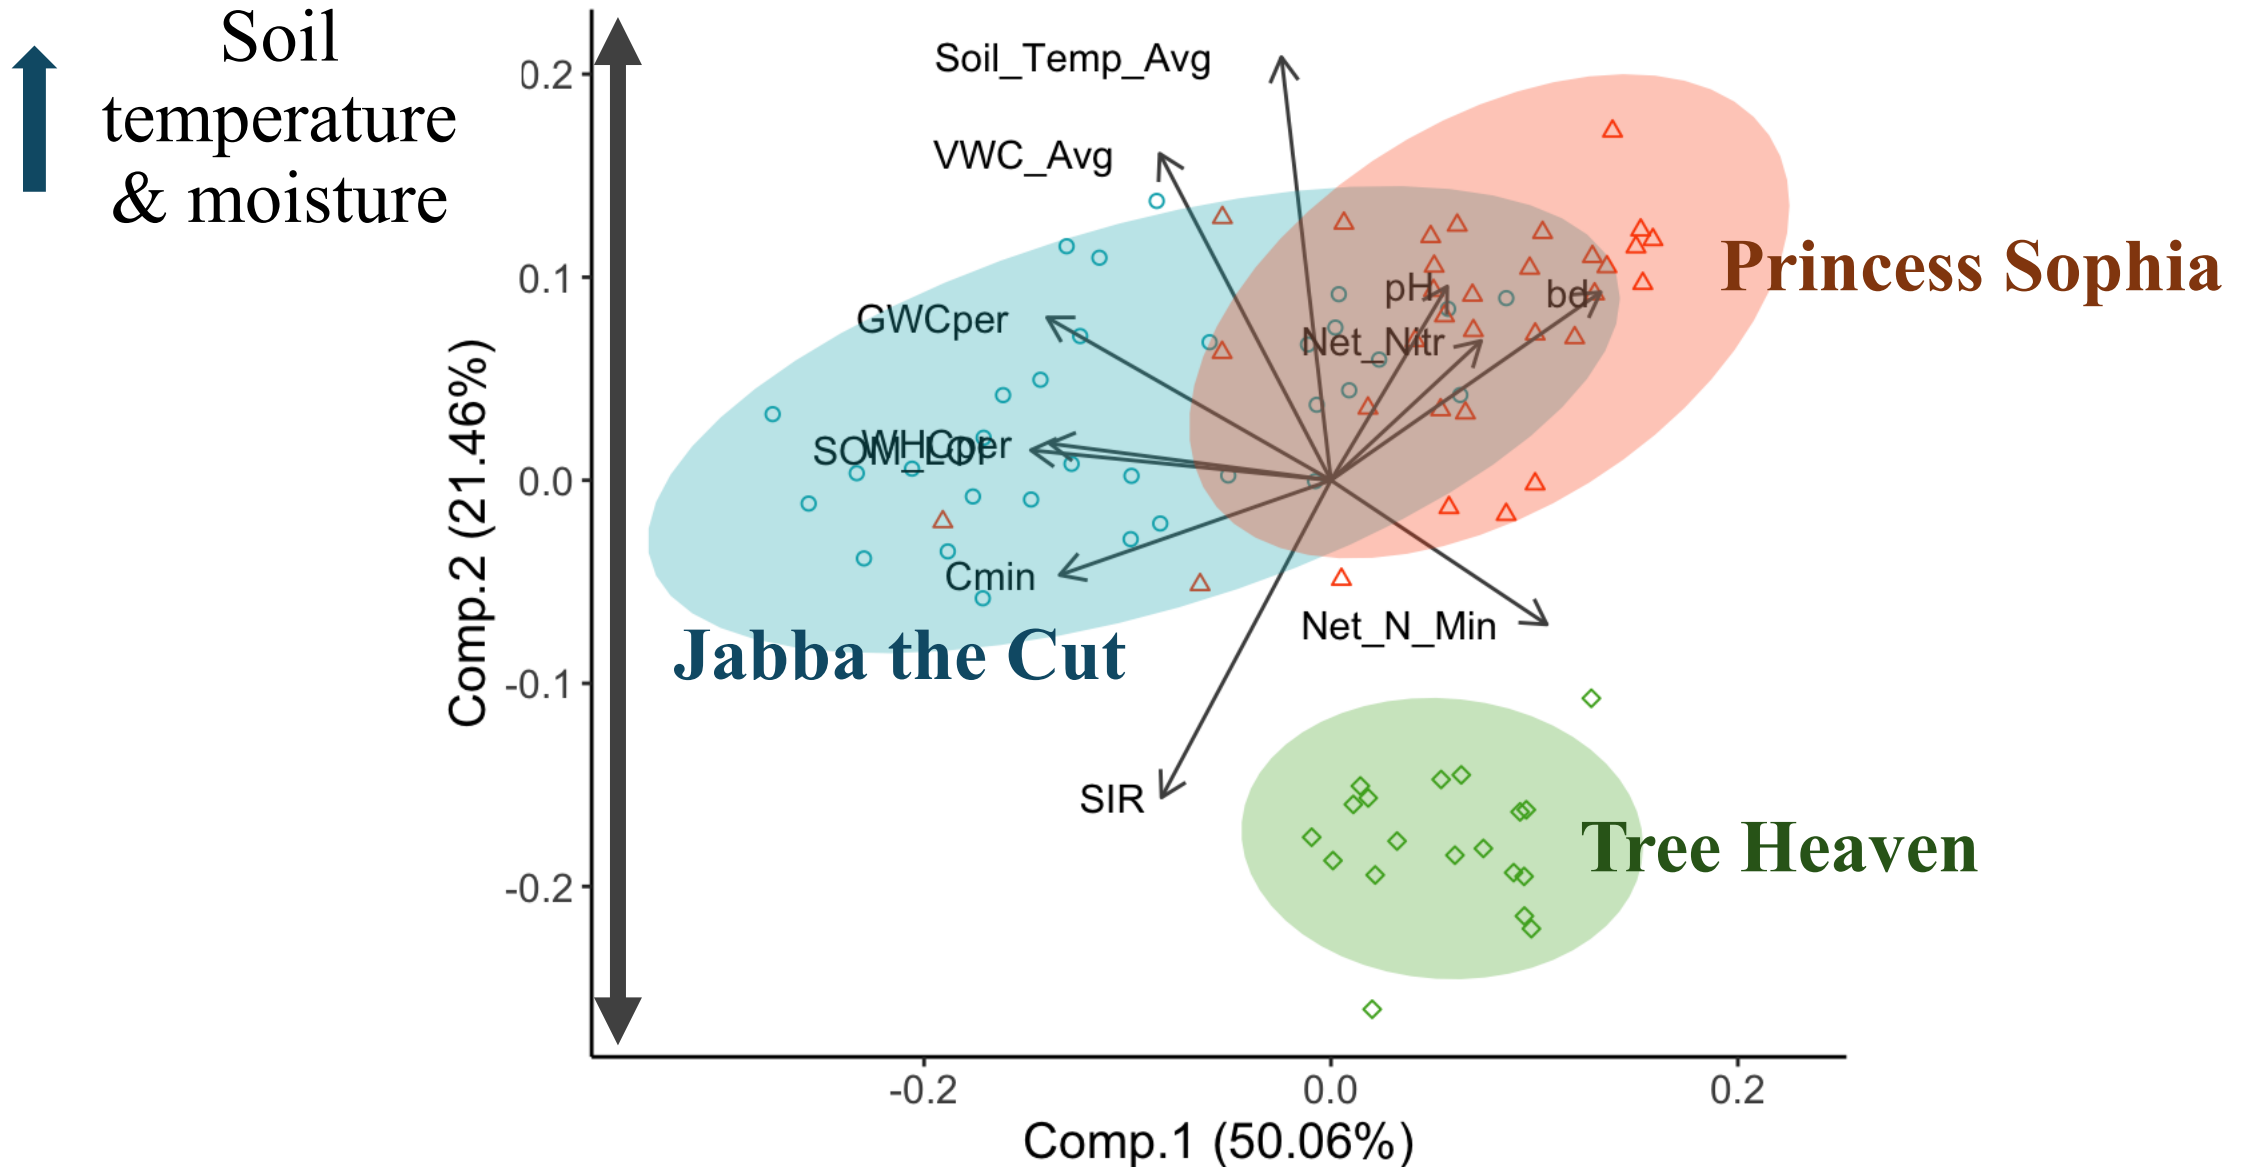 Soil
temperature
& moisture
0.2
0.1
0.0
-0.1
-0.2
Comp.2 (21.46%)
Soil_Temp_Avg
VWC_Avg
Princess Sophia
pH
bd
GWCper
Net_Nitr
WHCper
SOM_LOI
Cmin
Net_N_Min
Jabba the Cut
SIR
Tree Heaven
-0.2
0.0
0.2
Comp.1 (50.06%)